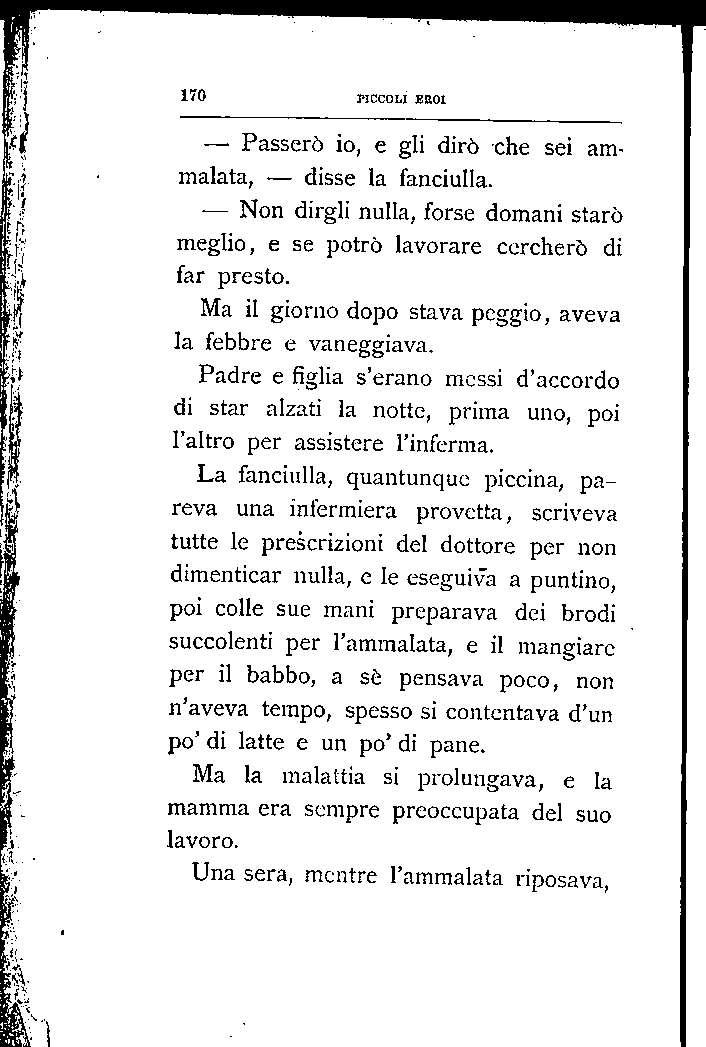 170 PICCOLI EROI
— Passerò io, e gli dirò che sei am-
malata, — disse la fanciulla.
— Non dirgli nulla, forse domani starò
meglio, e se potrò lavorare cercherò di
far presto.
Ma il giorno dopo stava peggio, aveva
la febbre e vaneggiava.
Padre e figlia s'erano messi d'accordo
di star alzati la notte, prima uno, poi
l'altro per assistere l'inferma.
La fanciulla, quantunque piccina, pa-
reva una infermiera provetta, scriveva
tutte le prescrizioni del dottore per non
dimenticar nulla, e le eseguiva a puntino,
poi colle sue mani preparava dei brodi
succolenti per l'ammalata, e il mangiare
per il babbo, a sè pensava poco, non
n'aveva tempo, spesso si contentava d'un
po' di latte e un po' di pane.
Ma la malattia si prolungava, e la
mamma era sempre preoccupata del suo
lavoro.
Una sera, mentre l'ammalata riposava,